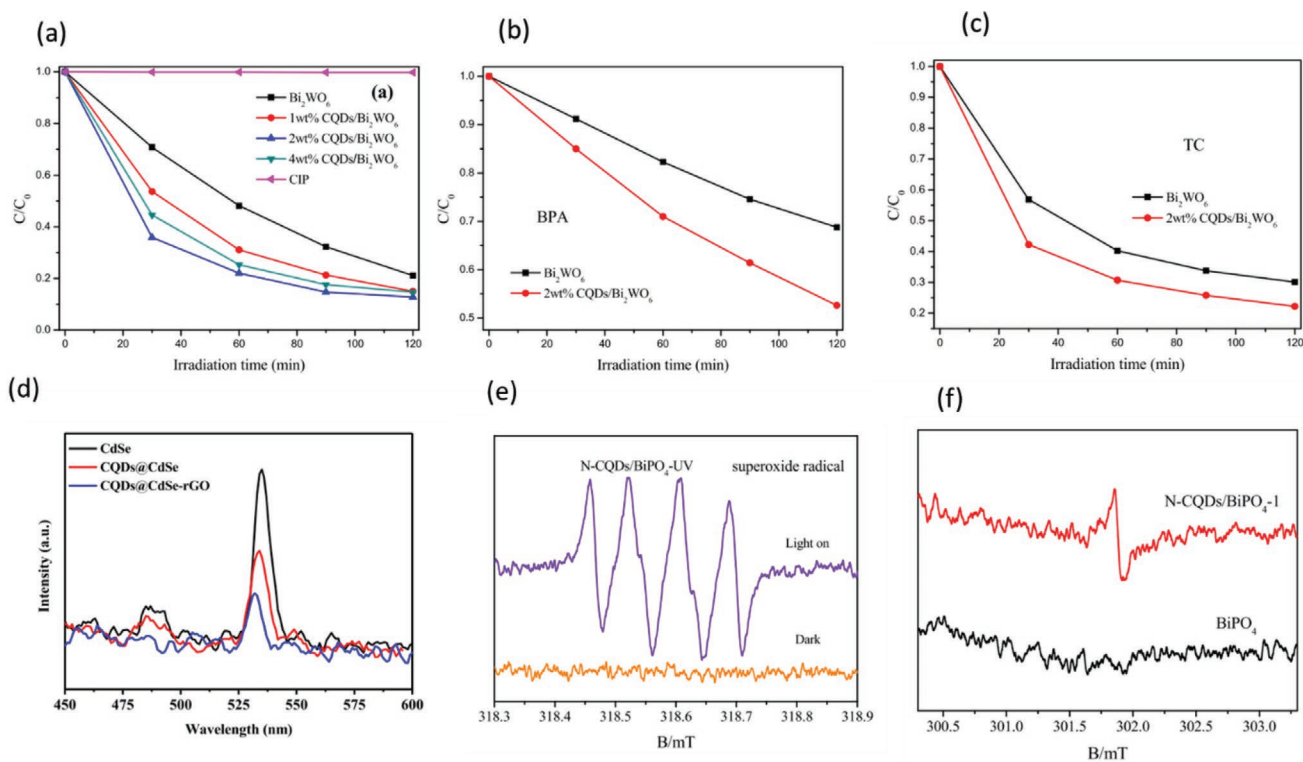 (a)
1.0
0.8
0.6
0.4
0.2
0.0
C/C₀
(a)
Bi₂WO₆
1wt% CQDs/Bi₂WO₆
2wt% CQDs/Bi₂WO₆
4wt% CQDs/Bi₂WO₆
CIP
0 20 40 60 80 100 120
Irradiation time (min)
(b)
1.0
0.9
0.8
0.7
0.6
0.5
C/C₀
BPA
Bi₂WO₆
2wt% CQDs/Bi₂WO₆
0 20 40 60 80 100 120
Irradiation time (min)
(c)
1.0
0.9
0.8
0.7
0.6
0.5
0.4
0.3
0.2
C/C₀
TC
Bi₂WO₆
2wt% CQDs/Bi₂WO₆
0 20 40 60 80 100 120
Irradiation time (min)
(d)
Intensity (a.u.)
CdSe
CQDs@CdSe
CQDs@CdSe-rGO
450 475 500 525 550 575 600
Wavelength (nm)
(e)
N-CQDs/BiPO₄-UV
superoxide radical
Light on
Dark
318.3 318.4 318.5 318.6 318.7 318.8 318.9
B/mT
(f)
N-CQDs/BiPO₄-1
BiPO₄
300.5 301.0 301.5 302.0 302.5 303.0
B/mT